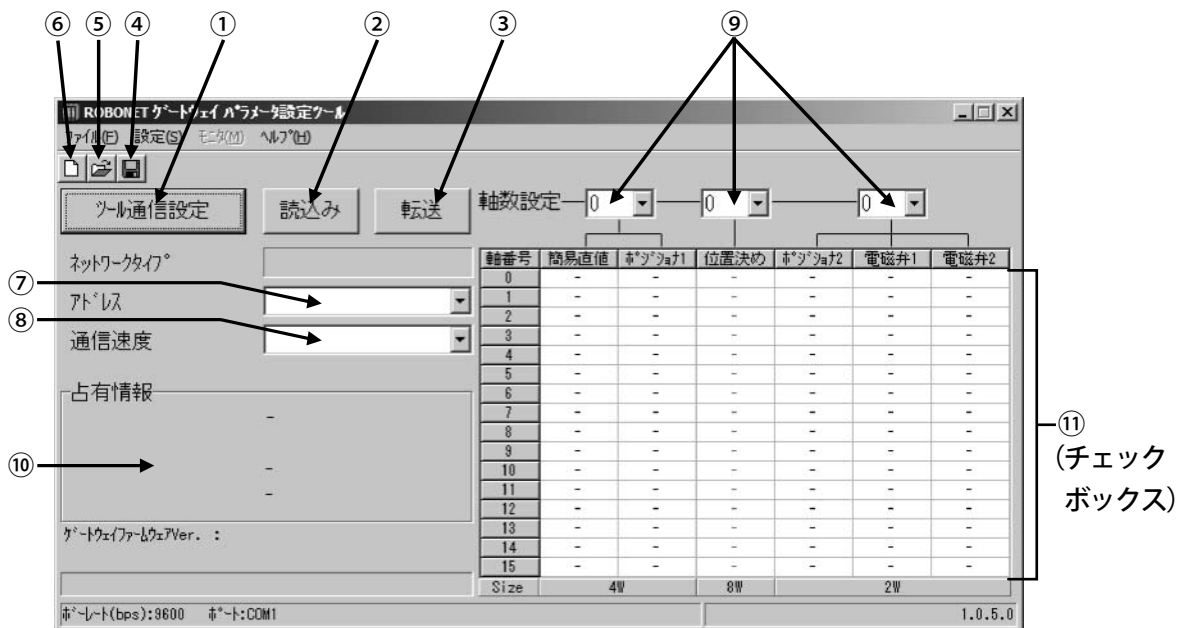 ⑥ ⑤ ④ ① ② ③ ⑨
ROBONET ｹﾞｰﾄｳｪｲ ﾊﾟﾗﾒｰﾀ設定ﾂｰﾙ
ﾌｧｲﾙ(F) 設定(S) ﾓﾆﾀ(M) ﾍﾙﾌﾟ(H)
ﾂｰﾙ通信設定 読込み 転送 軸数設定 0 0 0
ﾈｯﾄﾜｰｸﾀｲﾌﾟ
⑦ ｱﾄﾞﾚｽ
⑧ 通信速度
占有情報
-
⑩ -
-
ｹﾞｰﾄｳｪｲﾌｧｰﾑｳｪｱVer. :
軸番号 簡易直値 ﾎﾟｼﾞｼｮﾅ1 位置決め ﾎﾟｼﾞｼｮﾅ2 電磁弁1 電磁弁2
0 - - - - - -
1 - - - - - -
2 - - - - - -
3 - - - - - -
4 - - - - - -
5 - - - - - -
6 - - - - - -
7 - - - - - -
8 - - - - - -
9 - - - - - -
10 - - - - - -
11 - - - - - -
12 - - - - - -
13 - - - - - -
14 - - - - - -
15 - - - - - -
Size 4W 8W 2W
⑪
(チェック
ボックス)
ﾎﾞｰﾚｰﾄ(bps):9600 ﾎﾟｰﾄ:COM1 1.0.5.0